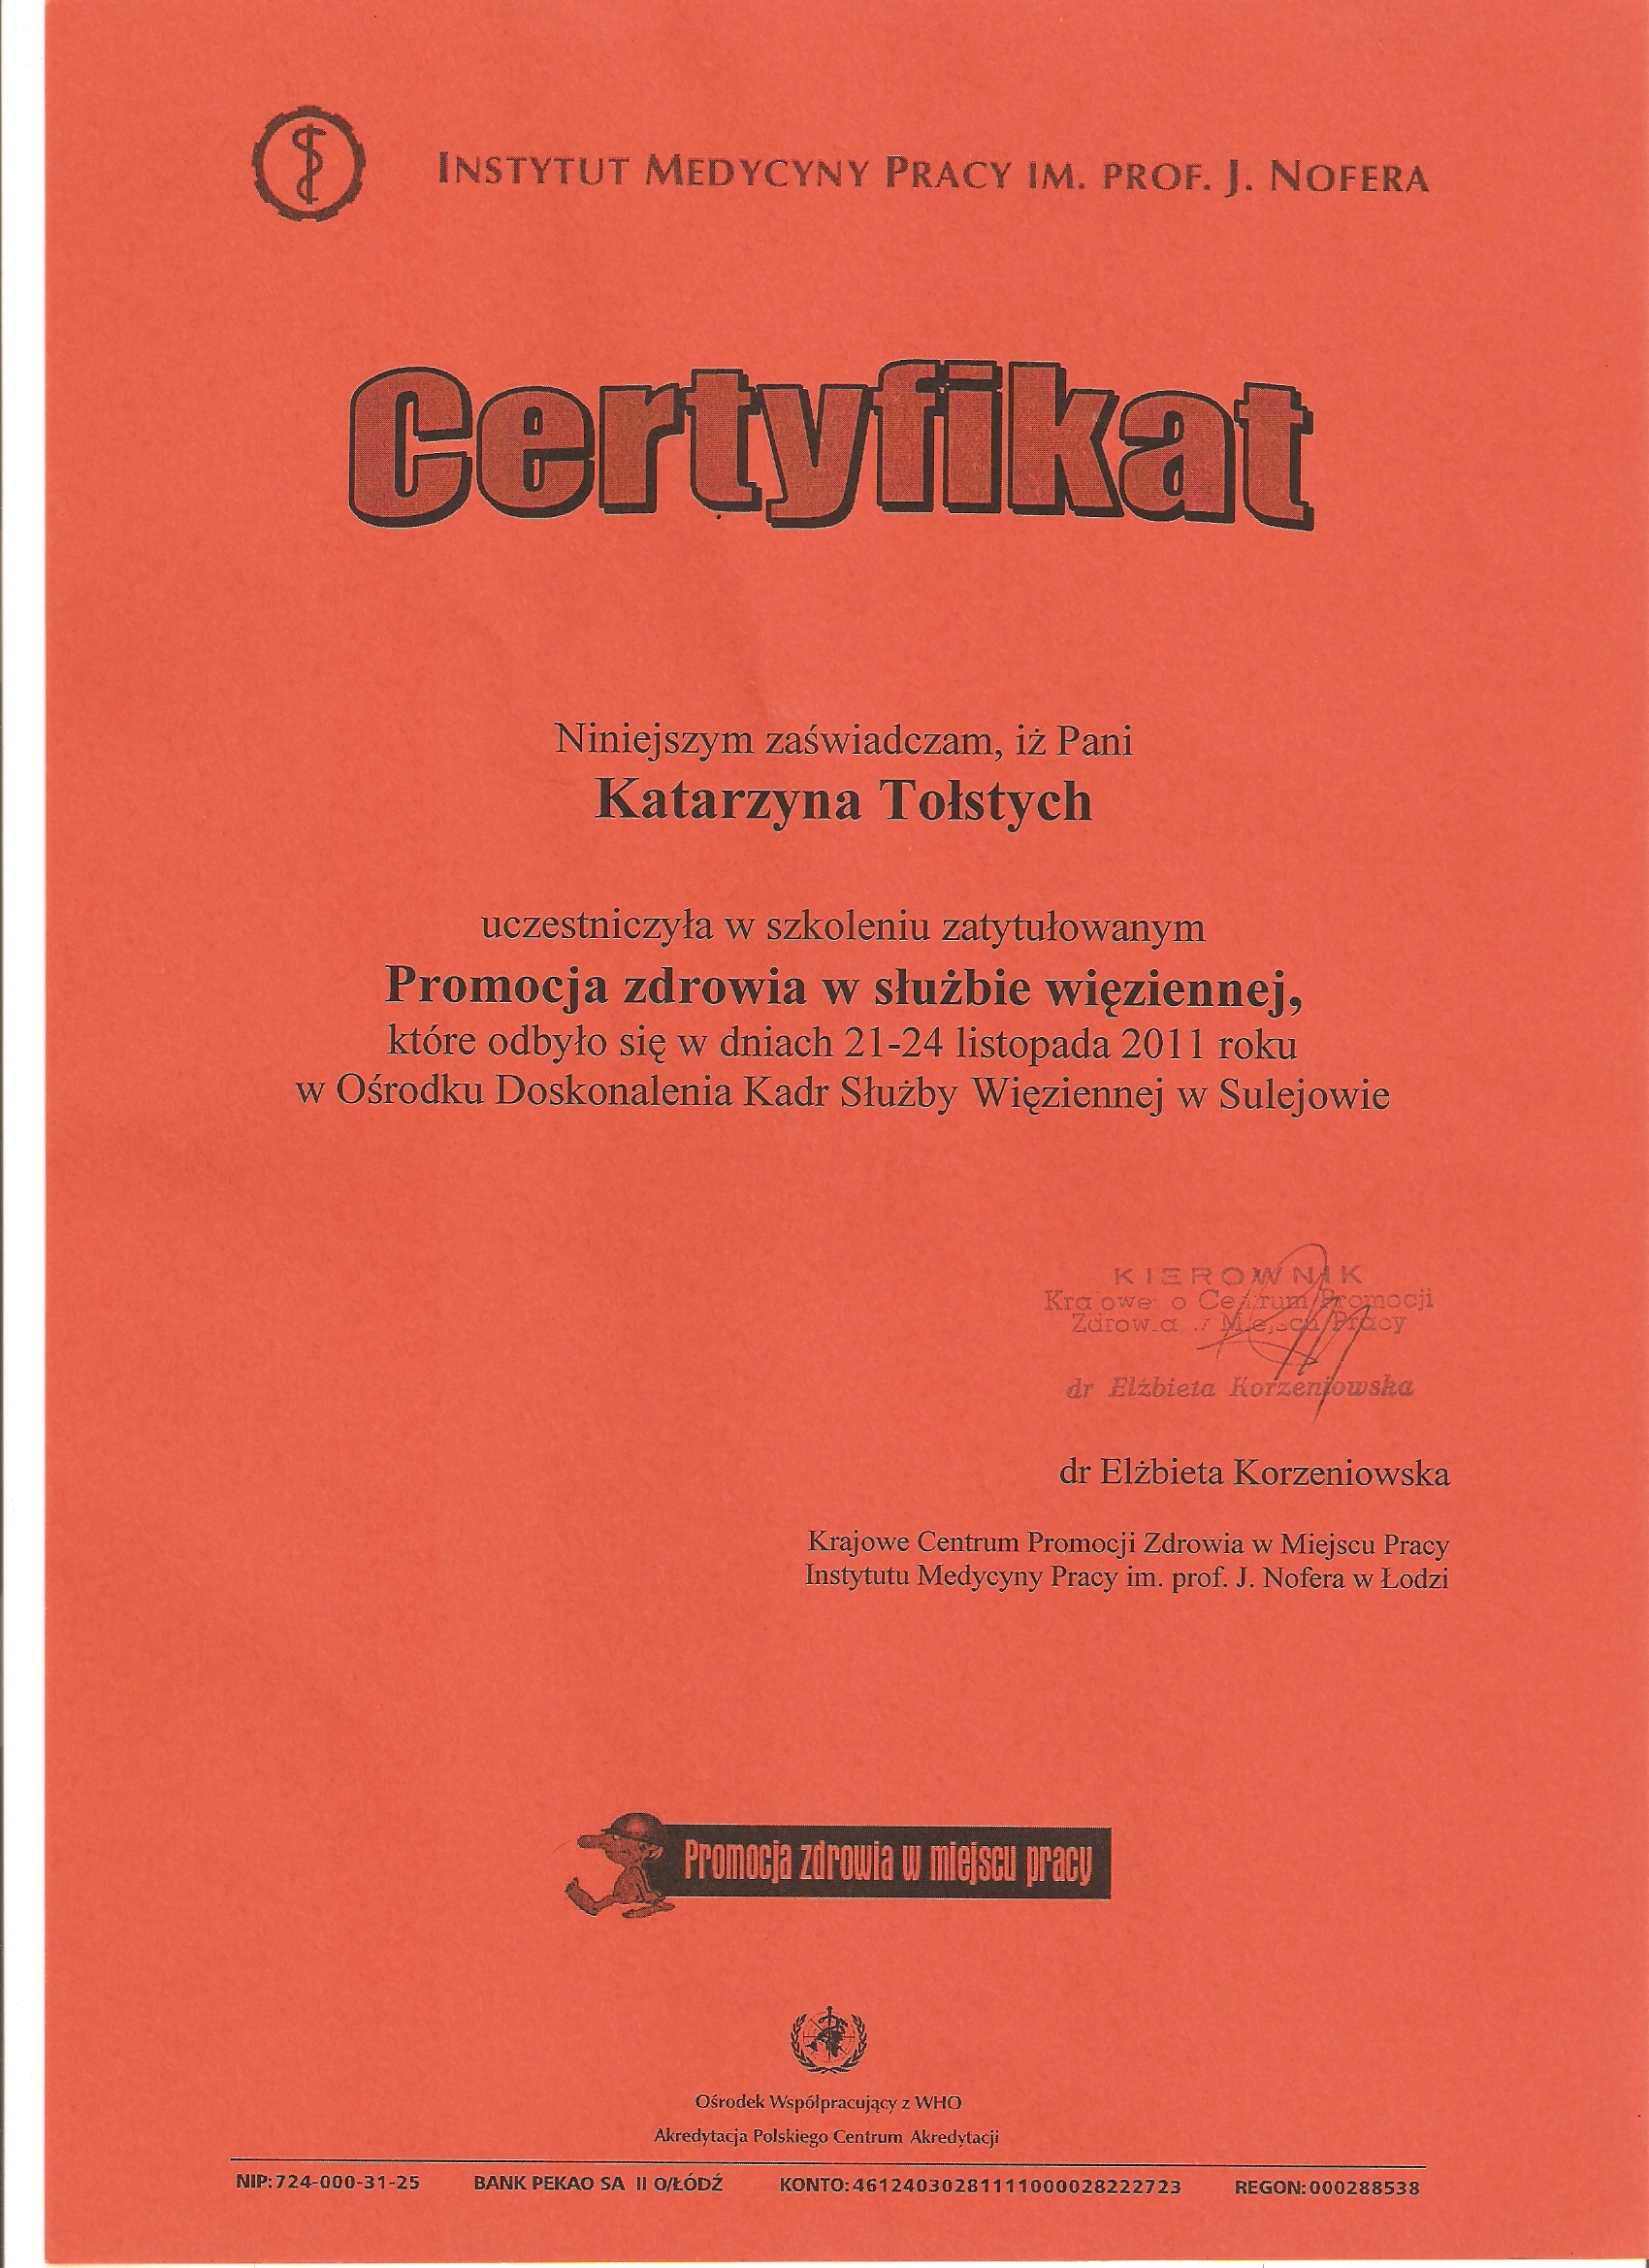 INSTYTUT MEDYCYNY PRACY IM. PROF. J. NOFERA
Certyfikat
Niniejszym zaświadczam, iż Pani
Katarzyna Tołstych
uczestniczyła w szkoleniu zatytułowanym
Promocja zdrowia w służbie więziennej,
które odbyło się w dniach 21-24 listopada 2011 roku
w Ośrodku Doskonalenia Kadr Służby Więziennej w Sulejowie
KIEROWNIK
Krajowego Centrum Promocji
Zdrowia w Miejscu Pracy
dr Elżbieta Korzeniowska
dr Elżbieta Korzeniowska
Krajowe Centrum Promocji Zdrowia w Miejscu Pracy
Instytutu Medycyny Pracy im. prof. J. Nofera w Łodzi
Promocja zdrowia w miejscu pracy
Ośrodek Współpracujący z WHO
Akredytacja Polskiego Centrum Akredytacji
NIP:724-000-31-25 BANK PEKAO SA II O/ŁÓDŹ KONTO:46124030281111000028222723 REGON:000288538